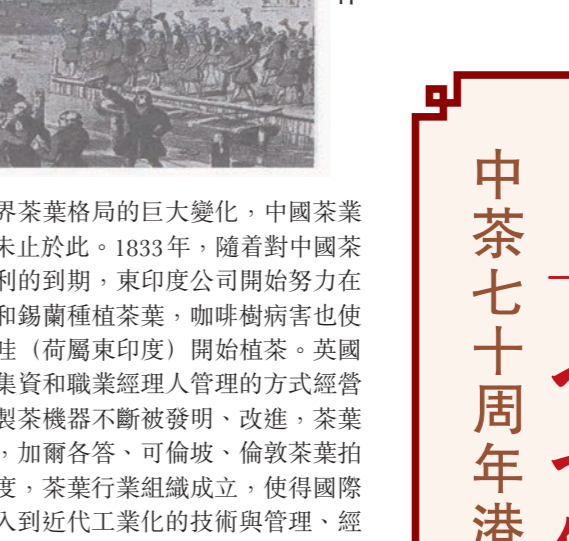 界茶葉格局的巨大變化，中國茶業
未止於此。1833年，隨着對中國茶
利的到期，東印度公司開始努力在
和錫蘭種植茶葉，咖啡樹病害也使
哇（荷屬東印度）開始植茶。英國
集資和職業經理人管理的方式經營
製茶機器不斷被發明、改進，茶葉
，加爾各答、可倫坡、倫敦茶葉拍
度，茶葉行業組織成立，使得國際
入到近代工業化的技術與管理、經
中茶七十周年港